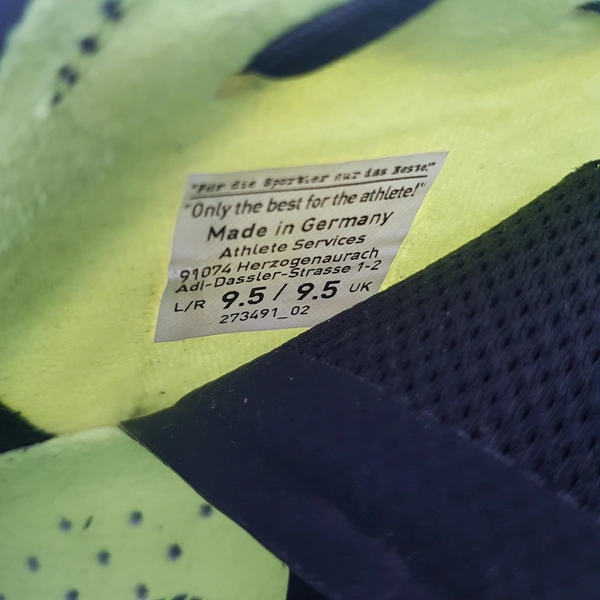 "Für die Sportler nur das Beste."
"Only the best for the athlete!"
Made in Germany
Athlete Services
91074 Herzogenaurach
Adi-Dassler-Strasse 1-2
L/R 9.5 / 9.5 UK
273491_02